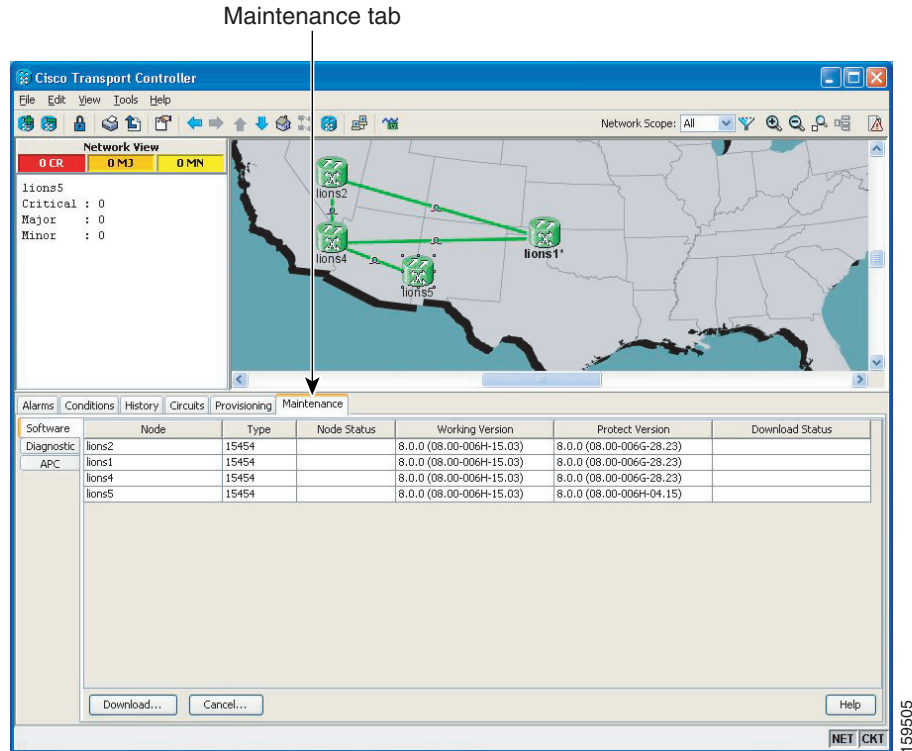 Maintenance tab
Cisco Transport Controller
File Edit View Tools Help
Network Scope: All
Network View
0 CR 0 MJ 0 MN
lions5
Critical : 0
Major : 0
Minor : 0
lions2
lions4
lions1*
lions5
Alarms Conditions History Circuits Provisioning Maintenance
Software
Diagnostic
APC
Node Type Node Status Working Version Protect Version Download Status
lions2 15454 8.0.0 (08.00-006H-15.03) 8.0.0 (08.00-006G-28.23)
lions1 15454 8.0.0 (08.00-006H-15.03) 8.0.0 (08.00-006G-28.23)
lions4 15454 8.0.0 (08.00-006H-15.03) 8.0.0 (08.00-006G-28.23)
lions5 15454 8.0.0 (08.00-006H-15.03) 8.0.0 (08.00-006H-04.15)
Download... Cancel... Help
NET CKT
159505